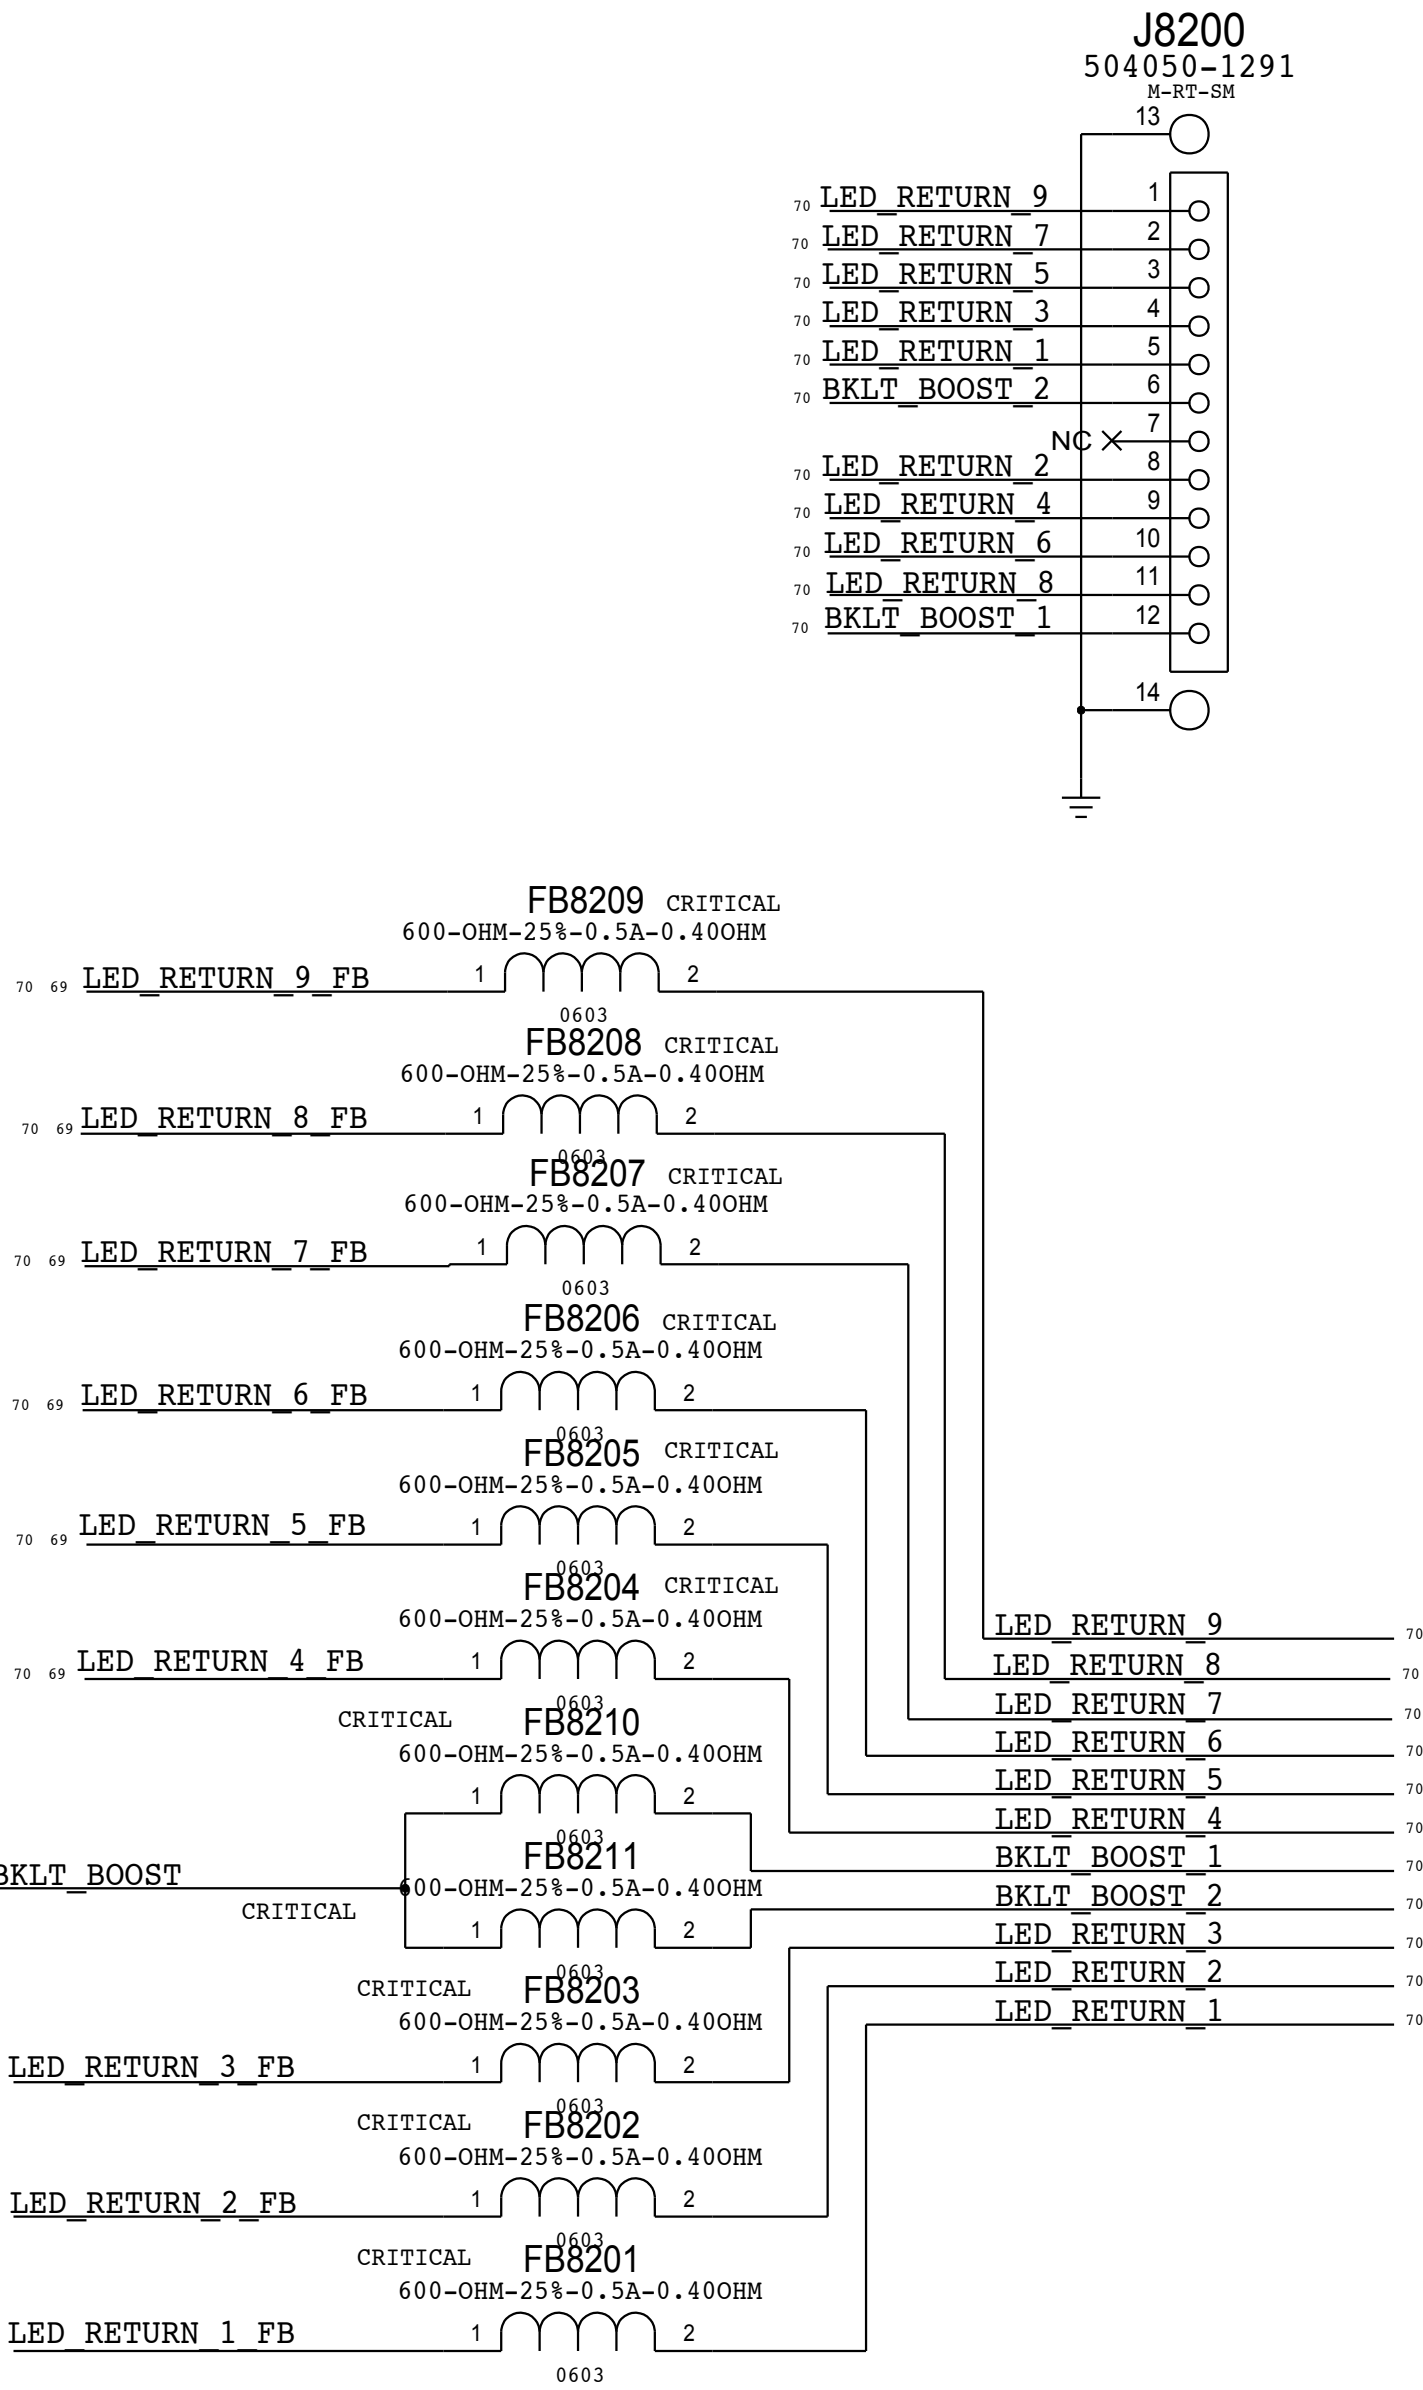 J8200
504050-1291
M-RT-SM
13
70 LED_RETURN_9 1
70 LED_RETURN_7 2
70 LED_RETURN_5 3
70 LED_RETURN_3 4
70 LED_RETURN_1 5
70 BKLT_BOOST_2 6
NC 7
70 LED_RETURN_2 8
70 LED_RETURN_4 9
70 LED_RETURN_6 10
70 LED_RETURN_8 11
70 BKLT_BOOST_1 12
14
FB8209 CRITICAL
600-OHM-25%-0.5A-0.40OHM
70 69 LED_RETURN_9_FB 1 2
0603
FB8208 CRITICAL
600-OHM-25%-0.5A-0.40OHM
70 69 LED_RETURN_8_FB 1 2
0603
FB8207 CRITICAL
600-OHM-25%-0.5A-0.40OHM
70 69 LED_RETURN_7_FB 1 2
0603
FB8206 CRITICAL
600-OHM-25%-0.5A-0.40OHM
70 69 LED_RETURN_6_FB 1 2
0603
FB8205 CRITICAL
600-OHM-25%-0.5A-0.40OHM
70 69 LED_RETURN_5_FB 1 2
0603
FB8204 CRITICAL
600-OHM-25%-0.5A-0.40OHM
LED_RETURN_9 70
70 69 LED_RETURN_4_FB 1 2
LED_RETURN_8 70
0603
CRITICAL FB8210
LED_RETURN_7 70
600-OHM-25%-0.5A-0.40OHM
LED_RETURN_6 70
1 2
LED_RETURN_5 70
0603
LED_RETURN_4 70
FB8211
BKLT_BOOST_1 70
BKLT_BOOST
600-OHM-25%-0.5A-0.40OHM
BKLT_BOOST_2 70
CRITICAL
1 2
LED_RETURN_3 70
0603
LED_RETURN_2 70
CRITICAL FB8203
LED_RETURN_1 70
600-OHM-25%-0.5A-0.40OHM
LED_RETURN_3_FB 1 2
0603
CRITICAL FB8202
600-OHM-25%-0.5A-0.40OHM
LED_RETURN_2_FB 1 2
0603
CRITICAL FB8201
600-OHM-25%-0.5A-0.40OHM
LED_RETURN_1_FB 1 2
0603